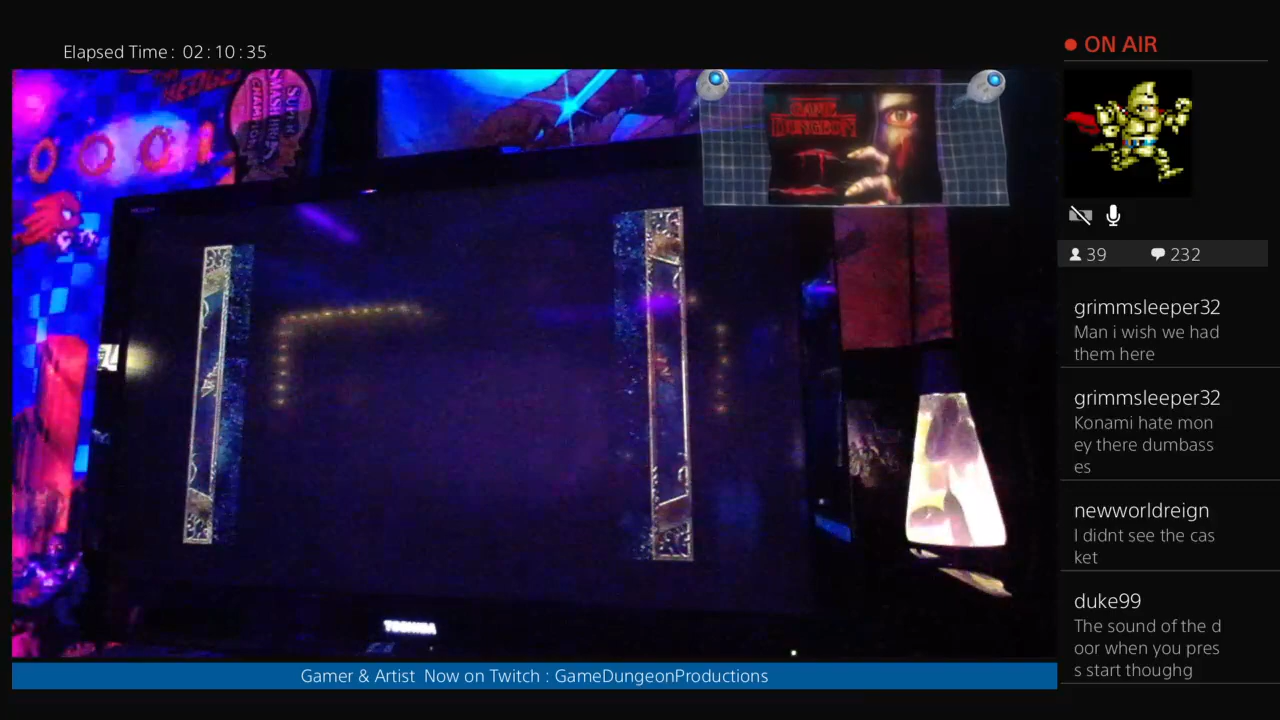 Elapsed Time: 02:10:35
ON AIR
GAME
DUNGEON
39
232
grimmsleeper32
Man i wish we had
them here
grimmsleeper32
Konami hate mon
ey there dumbass
es
newworldreign
I didnt see the cas
ket
duke99
The sound of the d
oor when you pres
s start thoughg
TOSHIBA
Gamer & Artist Now on Twitch : GameDungeonProductions